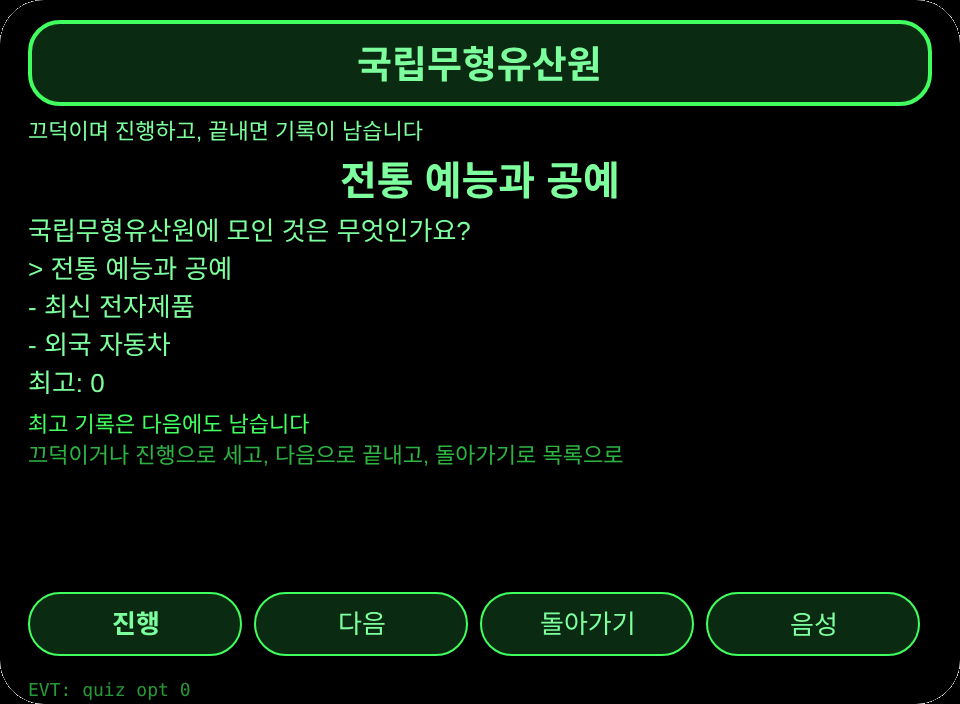 국립무형유산원
끄덕이며 진행하고, 끝내면 기록이 남습니다
전통 예능과 공예
국립무형유산원에 모인 것은 무엇인가요?
> 전통 예능과 공예
- 최신 전자제품
- 외국 자동차
최고: 0
최고 기록은 다음에도 남습니다
끄덕이거나 진행으로 세고, 다음으로 끝내고, 돌아가기로 목록으로
진행
다음
돌아가기
음성
EVT: quiz opt 0